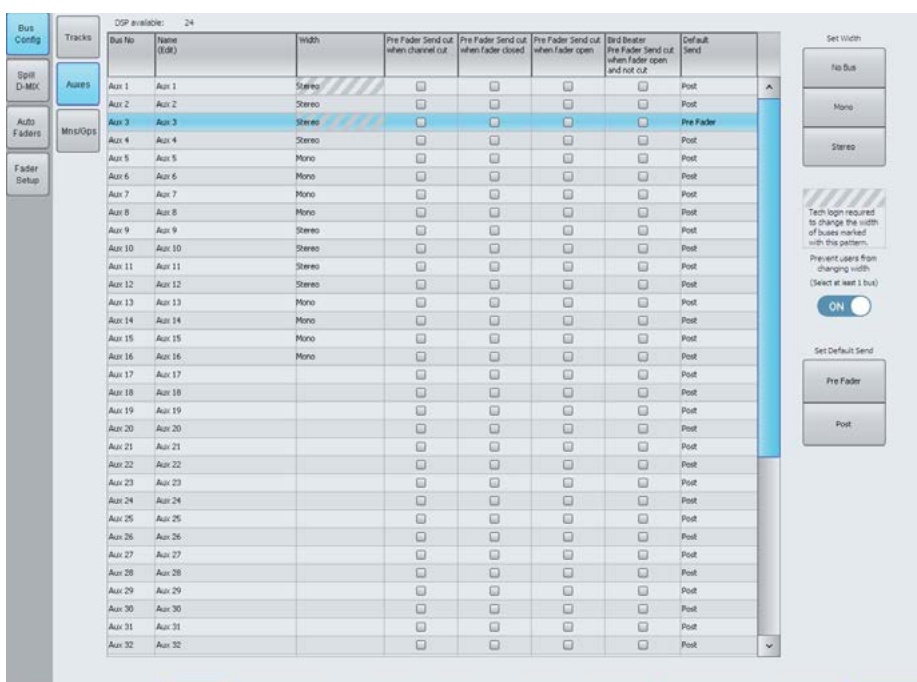 DSP available: 24
Bus
Config
Spill
D-MIX
Auto
Faders
Fader
Setup
Tracks
Auxes
Mns/Ops
Bus No
Name
(Edit)
Width
Pre Fader Send cut
when channel cut
Pre Fader Send cut
when fader closed
Pre Fader Send cut
when fader open
Bird Beater
Pre Fader Send cut
when fader open
and not cut
Default
Send
Aux 1 Aux 1 Stereo Post
Aux 2 Aux 2 Stereo Post
Aux 3 Aux 3 Stereo Pre Fader
Aux 4 Aux 4 Stereo Post
Aux 5 Aux 5 Mono Post
Aux 6 Aux 6 Mono Post
Aux 7 Aux 7 Mono Post
Aux 8 Aux 8 Mono Post
Aux 9 Aux 9 Stereo Post
Aux 10 Aux 10 Stereo Post
Aux 11 Aux 11 Stereo Post
Aux 12 Aux 12 Stereo Post
Aux 13 Aux 13 Mono Post
Aux 14 Aux 14 Mono Post
Aux 15 Aux 15 Mono Post
Aux 16 Aux 16 Mono Post
Aux 17 Aux 17 Post
Aux 18 Aux 18 Post
Aux 19 Aux 19 Post
Aux 20 Aux 20 Post
Aux 21 Aux 21 Post
Aux 22 Aux 22 Post
Aux 23 Aux 23 Post
Aux 24 Aux 24 Post
Aux 25 Aux 25 Post
Aux 26 Aux 26 Post
Aux 27 Aux 27 Post
Aux 28 Aux 28 Post
Aux 29 Aux 29 Post
Aux 30 Aux 30 Post
Aux 31 Aux 31 Post
Aux 32 Aux 32 Post
Set Width
No Bus
Mono
Stereo
Tech login required
to change the width
of buses marked
with this pattern.
Prevent users from
changing width
(Select at least 1 bus)
ON
Set Default Send
Pre Fader
Post